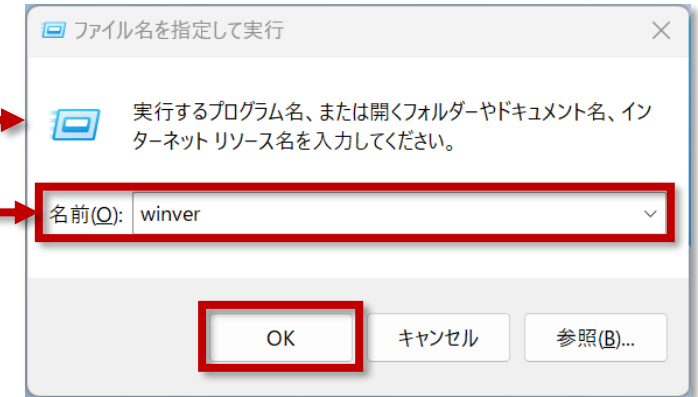 ファイル名を指定して実行
実行するプログラム名、または開くフォルダーやドキュメント名、イン
ターネット リソース名を入力してください。
名前(O): winver
OK キャンセル 参照(B)...